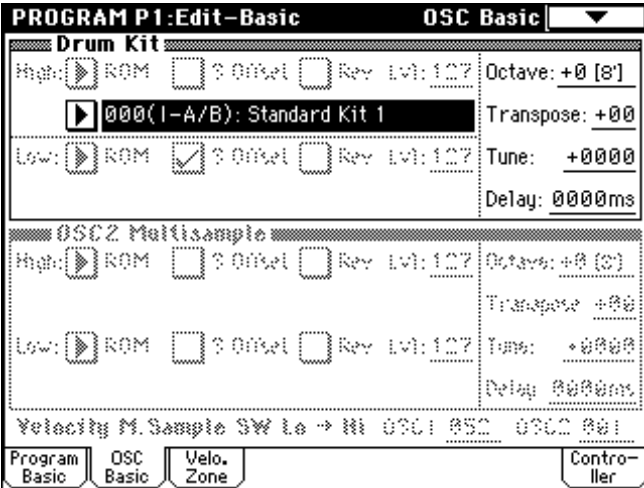 PROGRAM P1:Edit-Basic OSC Basic
Drum Kit
High: ROM S Offset Rev Lvl: 127 Octave: +0 [8']
000(I-A/B): Standard Kit 1 Transpose: +00
Low: ROM S Offset Rev Lvl: 127 Tune: +0000
Delay: 0000ms
OSC2 Multisample
High: ROM S Offset Rev Lvl: 127 Octave: +0 [8']
Transpose +00
Low: ROM S Offset Rev Lvl: 127 Tune: +0000
Delay 0000ms
Velocity M.Sample SW Lo → Hi OSC1 OSC2 001
Program Basic
OSC Basic
Velo. Zone
Contro-ller